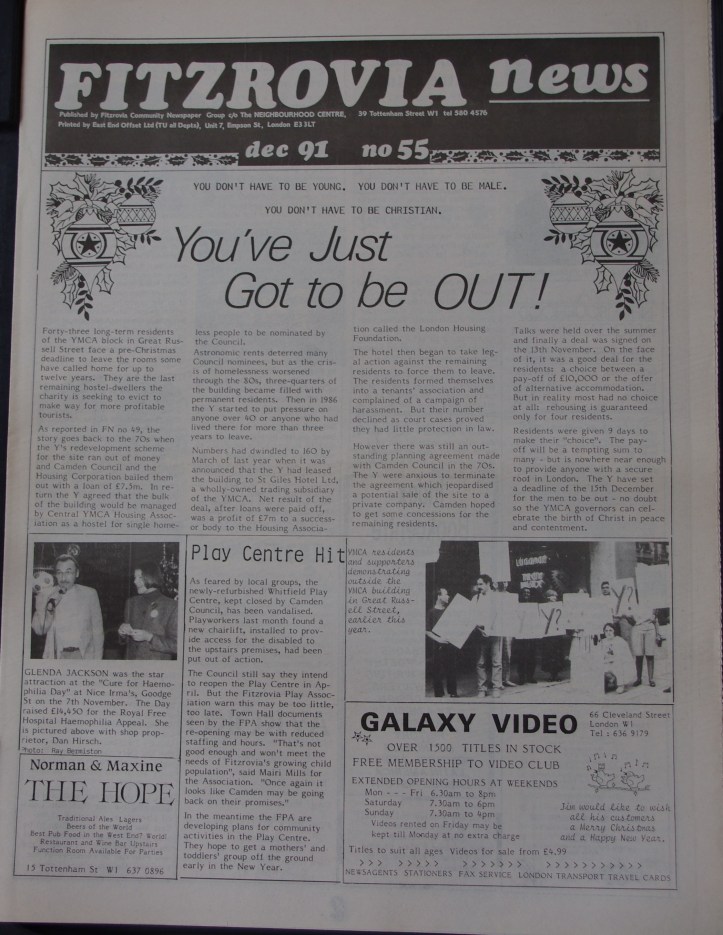 FITZROVIA news
Published by Fitzrovia Community Newspaper Group c/o The NEIGHBOURHOOD CENTRE, 39 Tottenham Street W1 tel 580 4576
Printed by East End Offset Ltd (TU all Depts), Unit 7, Empson St., London E3 3LT
dec 91 no 55
YOU DON'T HAVE TO BE YOUNG. YOU DON'T HAVE TO BE MALE.
YOU DON'T HAVE TO BE CHRISTIAN.
You've Just
Got to be OUT!
Forty-three long-term residents
of the YMCA block in Great Rus-
sell Street face a pre-Christmas
deadline to leave the rooms some
have called home for up to
twelve years. They are the last
remaining hostel-dwellers the
charity is seeking to evict to
make way for more profitable
tourists.
As reported in FN no 49, the
story goes back to the 70s when
the Y's redevelopment scheme
for the site ran out of money
and Camden Council and the
Housing Corporation bailed them
out with a loan of £7.5m. In re-
turn the Y agreed that the bulk
of the building would be managed
by Central YMCA Housing Assoc-
iation as a hostel for single home-
less people to be nominated by
the Council.
Astronomic rents deterred many
Council nominees, but as the cris-
is of homelessness worsened
through the 80s, three-quarters of
the building became filled with
permanent residents. Then in 1986
the Y started to put pressure on
anyone over 40 or anyone who had
lived there for more than three
years to leave.
Numbers had dwindled to 160 by
March of last year when it was
announced that the Y had leased
the building to St Giles Hotel Ltd,
a wholly-owned trading subsidiary
of the YMCA. Net result of the
deal, after loans were paid off,
was a profit of £7m to a success-
or body to the Housing Associa-
tion called the London Housing
Foundation.
The hotel then began to take leg-
al action against the remaining
residents to force them to leave.
The residents formed themselves
into a tenants' association and
complained of a campaign of
harassment. But their number
declined as court cases proved
they had little protection in law.
However there was still an out-
standing planning agreement made
with Camden Council in the 70s.
The Y were anxious to terminate
the agreement which jeopardised
a potential sale of the site to a
private company. Camden hoped
to get some concessions for the
remaining residents.
Talks were held over the summer
and finally a deal was signed on
the 13th November. On the face
of it, it was a good deal for the
residents: a choice between a
pay-off of £10,000 or the offer
of alternative accommodation.
But in reality most had no choice
at all: rehousing is guaranteed
only for four residents.
Residents were given 9 days to
make their "choice". The pay-
off will be a tempting sum to
many - but is nowhere near enough
to provide anyone with a secure
roof in London. The Y have set
a deadline of the 15th December
for the men to be out - no doubt
so the YMCA governors can cel-
ebrate the birth of Christ in peace
and contentment.
GLENDA JACKSON was the star
attraction at the "Cure for Haemo-
philia Day" at Nice Irma's, Goodge
St on the 7th November. The Day
raised £14,450 for the Royal Free
Hospital Haemophilia Appeal. She
is pictured above with shop prop-
rietor, Dan Hirsch.
Photo: Ray Bermiston
Norman & Maxine
THE HOPE
Traditional Ales Lagers
Beers of the World
Best Pub Food in the West End? World!
Restaurant and Wine Bar Upstairs
Function Room Available For Parties
15 Tottenham St W1 637 0896
Play Centre Hit
As feared by local groups, the
newly-refurbished Whitfield Play
Centre, kept closed by Camden
Council, has been vandalised.
Playworkers last month found a
new chairlift, installed to prov-
ide access for the disabled to
the upstairs premises, had been
put out of action.
The Council still say they intend
to reopen the Play Centre in Ap-
ril. But the Fitzrovia Play Assoc-
iation warn this may be too little,
too late. Town Hall documents
seen by the FPA show that the
re-opening may be with reduced
staffing and hours. "That's not
good enough and won't meet the
needs of Fitzrovia's growing child
population", said Mairi Mills for
the Association. "Once again it
looks like Camden may be going
back on their promises."
In the meantime the FPA are
developing plans for community
activities in the Play Centre.
They hope to get a mothers' and
toddlers' group off the ground
early in the New Year.
YMCA residents
and supporters
demonstrating
outside the
YMCA building
in Great Russ-
ell Street,
earlier this
year.
Y?
Y?
GALAXY VIDEO
66 Cleveland Street
London W1
Tel : 636 9179
OVER 1500 TITLES IN STOCK
FREE MEMBERSHIP TO VIDEO CLUB
EXTENDED OPENING HOURS AT WEEKENDS
Mon --- Fri 6.30am to 8pm
Saturday 7.30am to 6pm
Sunday 7.30am to 4pm
Videos rented on Friday may be
kept till Monday at no extra charge
Jim would like to wish
all his customers
a Merry Christmas
and a Happy New Year.
Titles to suit all ages Videos for sale from £4.99
>>> >>>>> >>>>>>> >>>>>>>>>>>
NEWSAGENTS STATIONERS FAX SERVICE LONDON TRANSPORT TRAVEL CARDS